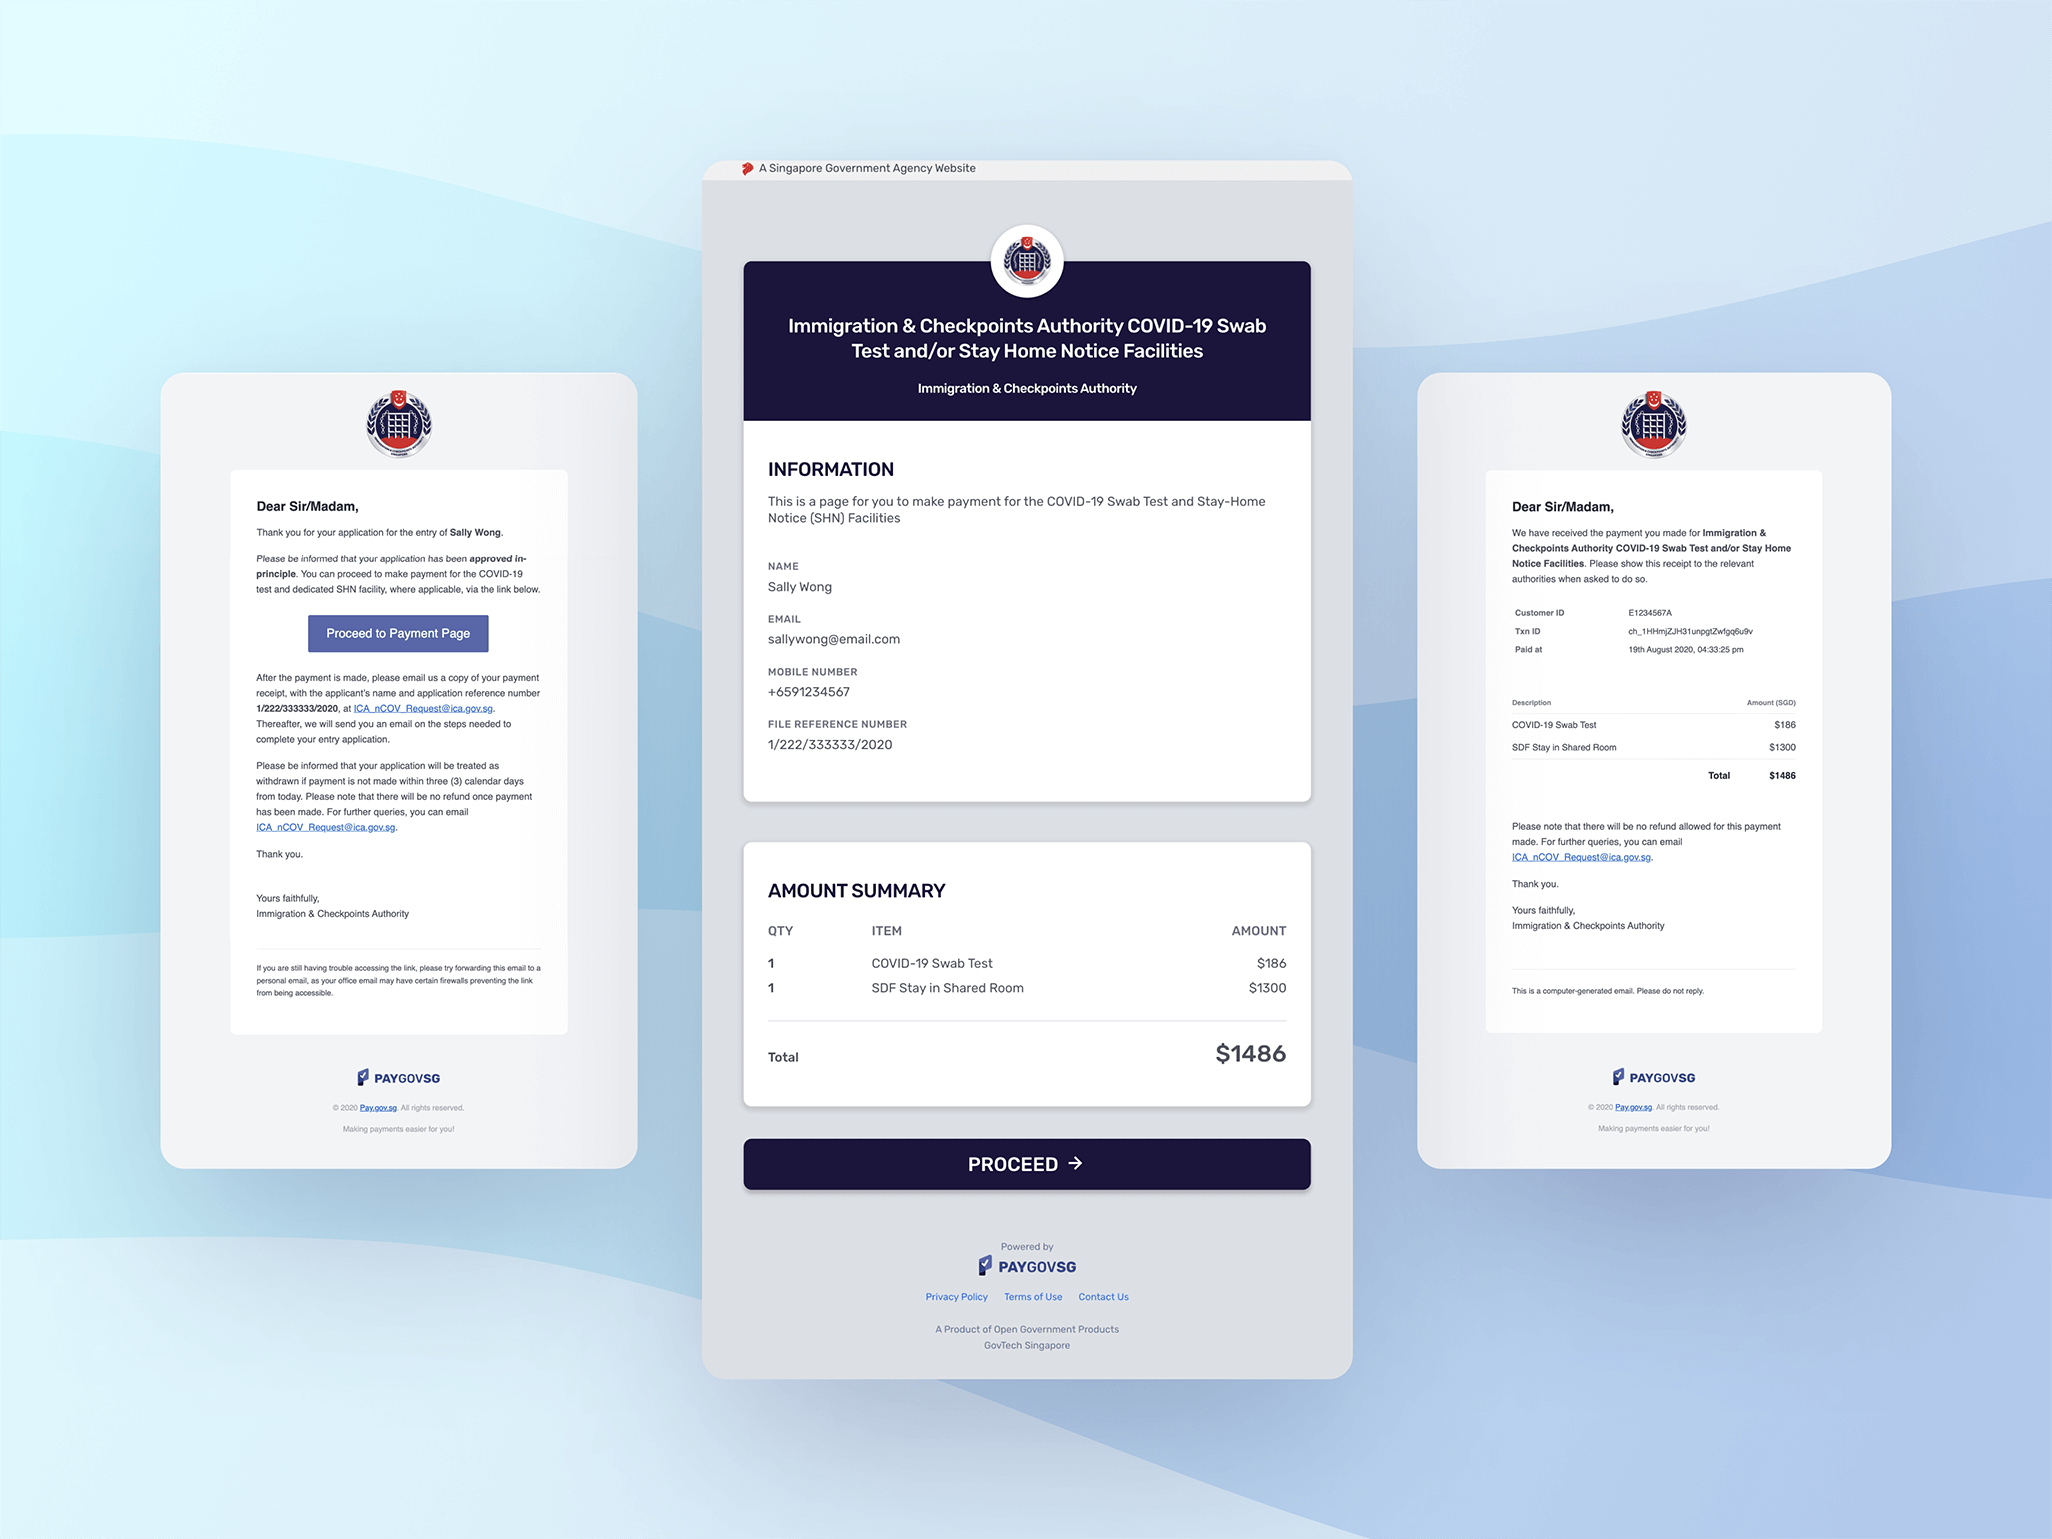 Dear Sir/Madam,
Thank you for your application for the entry of Sally Wong.
Please be informed that your application has been approved in-
principle. You can proceed to make payment for the COVID-19
test and dedicated SHN facility, where applicable, via the link below.
Proceed to Payment Page
After the payment is made, please email us a copy of your payment
receipt, with the applicant's name and application reference number
1/222/333333/2020, at ICA_nCOV_Request@ica.gov.sg.
Thereafter, we will send you an email on the steps needed to
complete your entry application.
Please be informed that your application will be treated as
withdrawn if payment is not made within three (3) calendar days
from today. Please note that there will be no refund once payment
has been made. For further queries, you can email
ICA_nCOV_Request@ica.gov.sg.
Thank you.
Yours faithfully,
Immigration & Checkpoints Authority
If you are still having trouble accessing the link, please try forwarding this email to a
personal email, as your office email may have certain firewalls preventing the link
from being accessible.
PAYGOVSG
© 2020 Pay.gov.sg. All rights reserved.
Making payments easier for you!
A Singapore Government Agency Website
Immigration & Checkpoints Authority COVID-19 Swab
Test and/or Stay Home Notice Facilities
Immigration & Checkpoints Authority
INFORMATION
This is a page for you to make payment for the COVID-19 Swab Test and Stay-Home
Notice (SHN) Facilities
NAME
Sally Wong
EMAIL
sallywong@email.com
MOBILE NUMBER
+6591234567
FILE REFERENCE NUMBER
1/222/333333/2020
AMOUNT SUMMARY
QTY ITEM AMOUNT
1 COVID-19 Swab Test $186
1 SDF Stay in Shared Room $1300
Total $1486
PROCEED →
Powered by
PAYGOVSG
Privacy Policy Terms of Use Contact Us
A Product of Open Government Products
GovTech Singapore
Dear Sir/Madam,
We have received the payment you made for Immigration &
Checkpoints Authority COVID-19 Swab Test and/or Stay Home
Notice Facilities. Please show this receipt to the relevant
authorities when asked to do so.
Customer ID E1234567A
Txn ID ch_1HHmjZJH31unpgtZwfgq6u9v
Paid at 19th August 2020, 04:33:25 pm
Description Amount (SGD)
COVID-19 Swab Test $186
SDF Stay in Shared Room $1300
Total $1486
Please note that there will be no refund allowed for this payment
made. For further queries, you can email
ICA_nCOV_Request@ica.gov.sg.
Thank you.
Yours faithfully,
Immigration & Checkpoints Authority
This is a computer-generated email. Please do not reply.
PAYGOVSG
© 2020 Pay.gov.sg. All rights reserved.
Making payments easier for you!